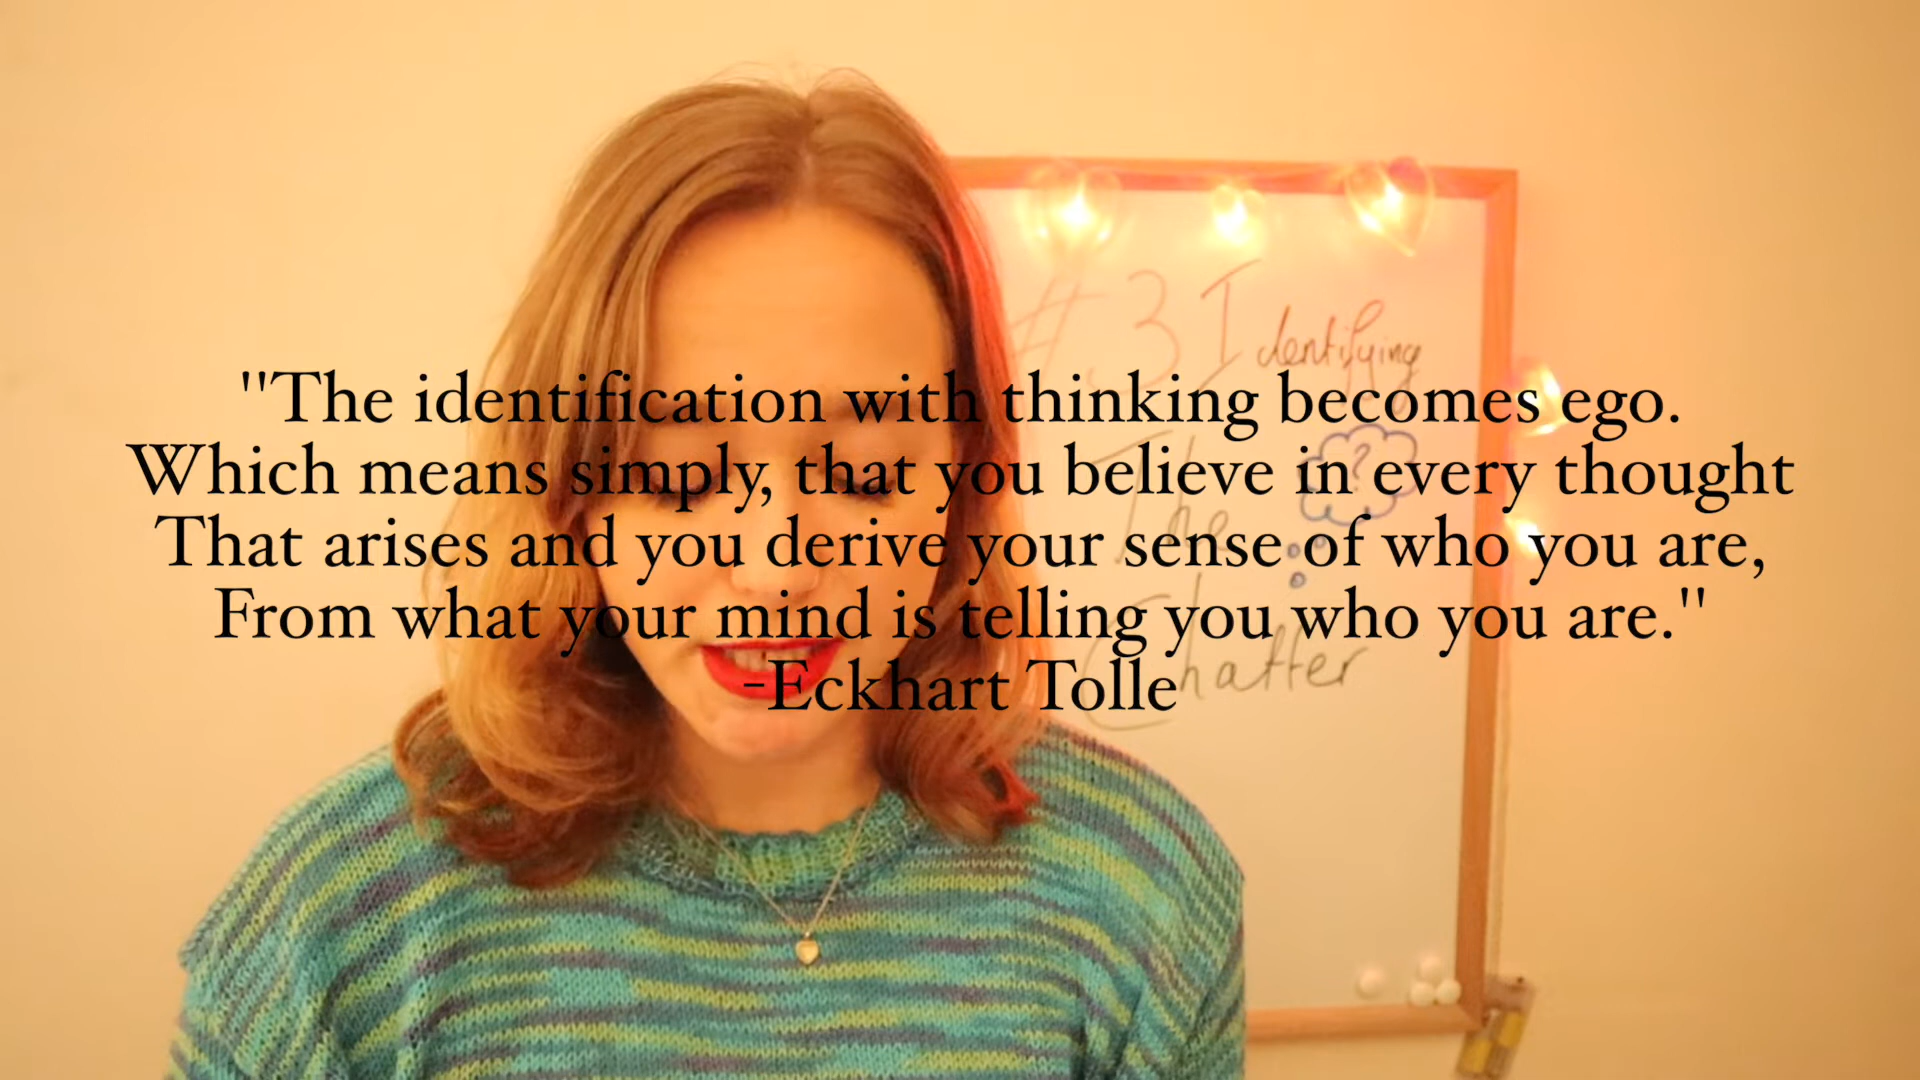 "The identification with thinking becomes ego.
Which means simply, that you believe in every thought
That arises and you derive your sense of who you are,
From what your mind is telling you who you are."
-Eckhart Tolle
#3 Identifying
The
?
Chatter